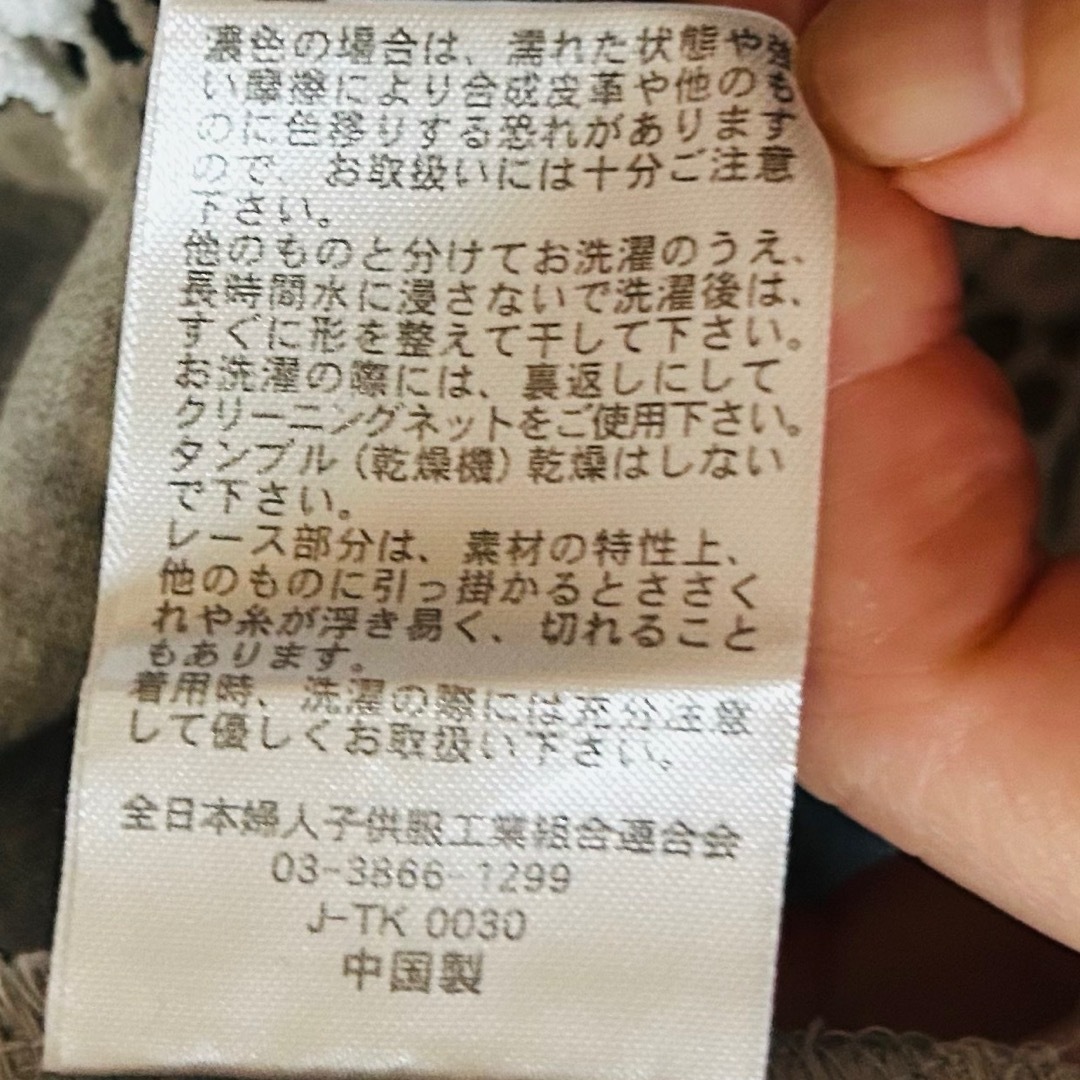 濃色の場合は、濡れた状態や強
い摩擦により合成皮革や他のも
のに色移りする恐れがあります
ので、お取扱いには十分ご注意
下さい。
他のものと分けてお洗濯のうえ、
長時間水に浸さないで洗濯後は、
すぐに形を整えて干して下さい。
お洗濯の際には、裏返しにして
クリーニングネットをご使用下さい。
タンブル（乾燥機）乾燥はしない
で下さい。
レース部分は、素材の特性上、
他のものに引っ掛かるとささく
れや糸が浮き易く、切れること
もあります。
着用時、洗濯の際には充分注意
して優しくお取扱い下さい。
全日本婦人子供服工業組合連合会
03-3866-1299
J-TK 0030
中国製